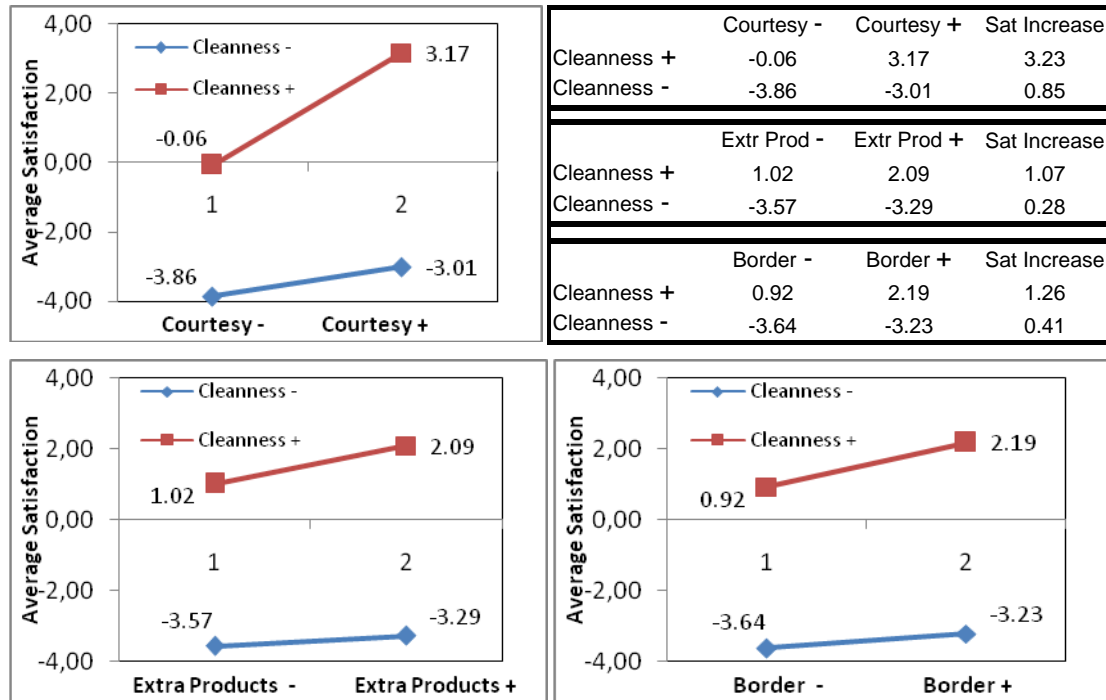 4,00
2,00
0,00
-2,00
-4,00
Average Satisfaction
Cleanness -
Cleanness +
3.17
-0.06
1 2
-3.86
-3.01
Courtesy - Courtesy +
Courtesy - Courtesy + Sat Increase
Cleanness + -0.06 3.17 3.23
Cleanness - -3.86 -3.01 0.85
Extr Prod - Extr Prod + Sat Increase
Cleanness + 1.02 2.09 1.07
Cleanness - -3.57 -3.29 0.28
Border - Border + Sat Increase
Cleanness + 0.92 2.19 1.26
Cleanness - -3.64 -3.23 0.41
4,00
2,00
0,00
-2,00
-4,00
Average Satisfaction
Cleanness -
Cleanness +
2.09
1.02
1 2
-3.57
-3.29
Extra Products - Extra Products +
4,00
2,00
0,00
-2,00
-4,00
Average Satisfaction
Cleanness -
Cleanness +
2.19
0.92
1 2
-3.64
-3.23
Border - Border +